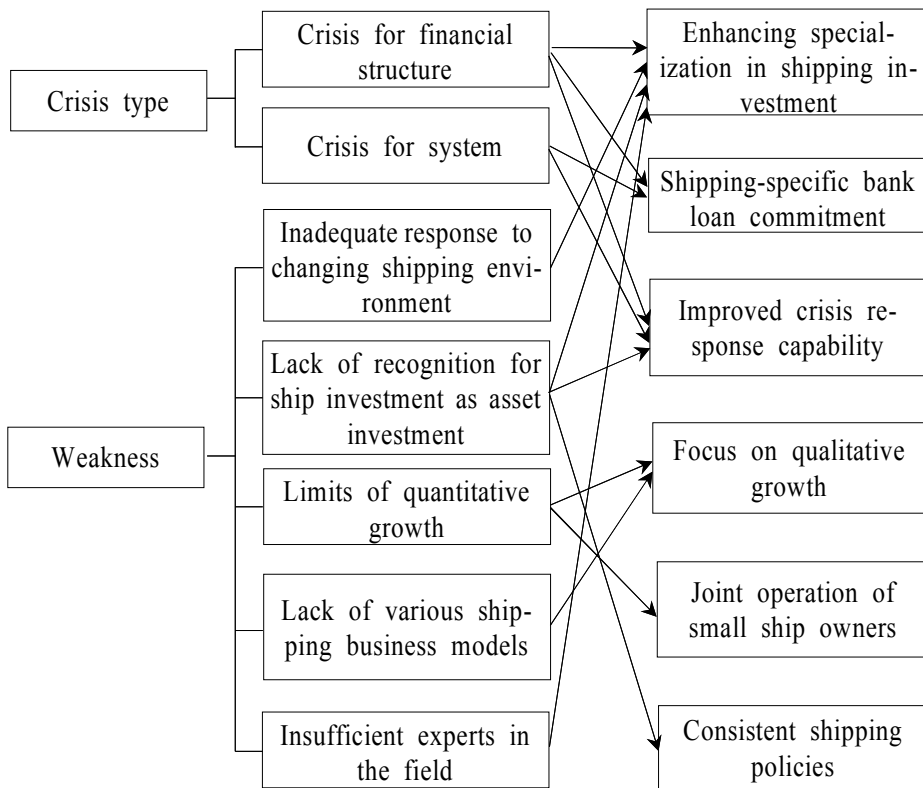 Crisis type
Crisis for financial
structure
Crisis for system
Weakness
Inadequate response to
changing shipping envi-
ronment
Lack of recognition for
ship investment as asset
investment
Limits of quantitative
growth
Lack of various ship-
ping business models
Insufficient experts in
the field
Enhancing special-
ization in shipping in-
vestment
Shipping-specific bank
loan commitment
Improved crisis re-
sponse capability
Focus on qualitative
growth
Joint operation of
small ship owners
Consistent shipping
policies